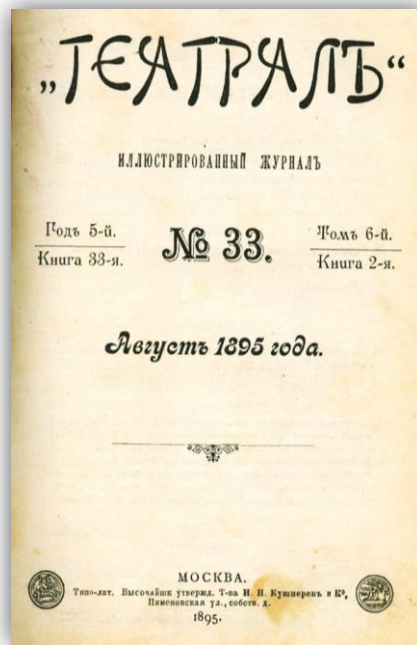 „ТЕАТРАЛЪ“
ИЛЛЮСТРИРОВАННЫЙ ЖУРНАЛЪ
Годъ 5-й.
Книга 33-я.
№ 33.
Томъ 6-й.
Книга 2-я.
Августъ 1895 года.
МОСКВА.
Типо-лит. Высочайше утвержд. Т-ва И. Н. Кушнеревъ и К°,
Пименовская ул., собств. д.
1895.